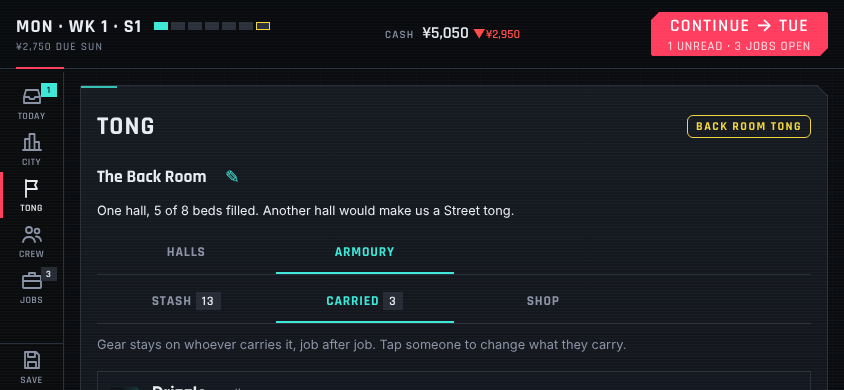 MON · WK 1 · S1
¥2,750 DUE SUN
CASH ¥5,050 ▼¥2,950
CONTINUE → TUE
1 UNREAD · 3 JOBS OPEN
1
TODAY
CITY
TONG
CREW
3
JOBS
SAVE
TONG
BACK ROOM TONG
The Back Room ✎
One hall, 5 of 8 beds filled. Another hall would make us a Street tong.
HALLS ARMOURY
STASH 13 CARRIED 3 SHOP
Gear stays on whoever carries it, job after job. Tap someone to change what they carry.